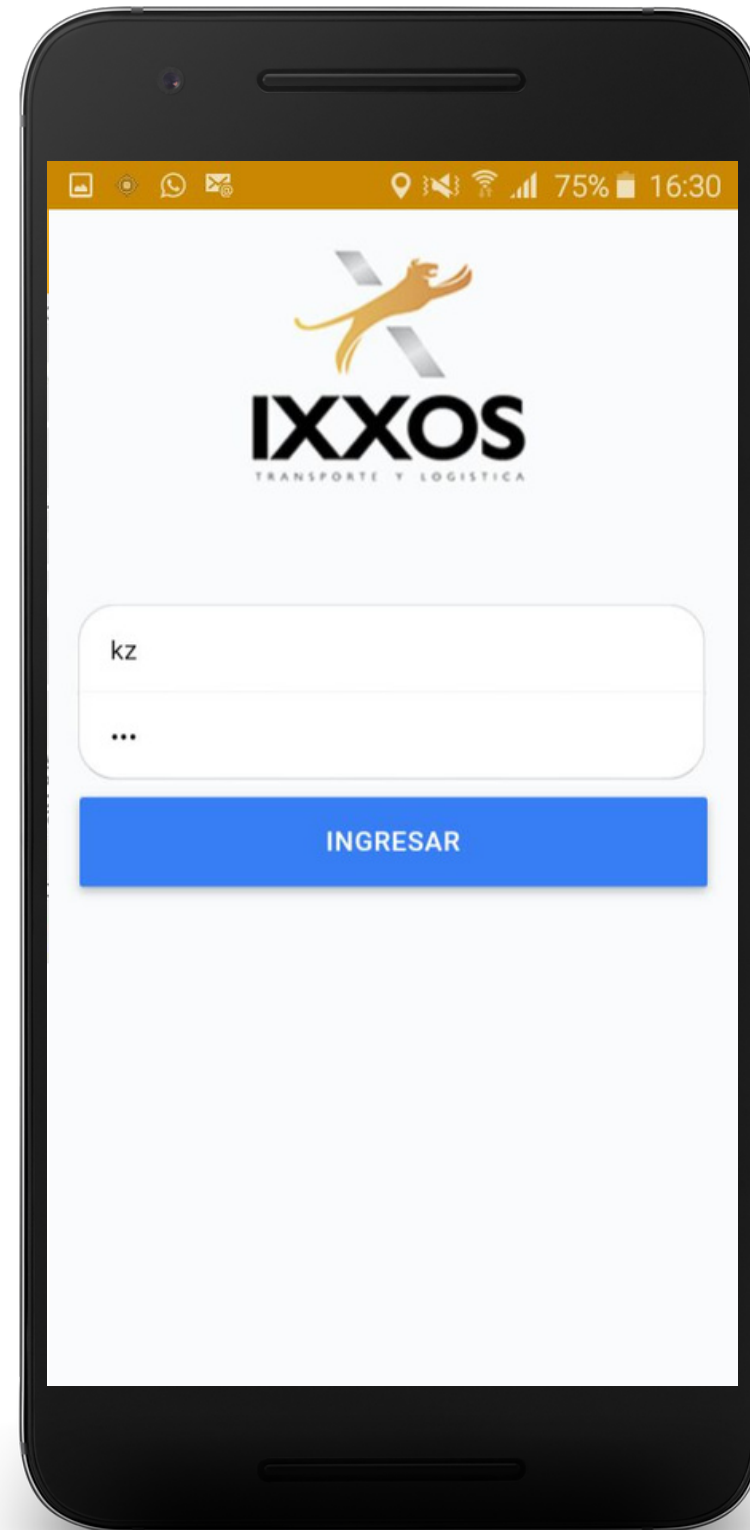 75% 16:30
IXXOS
TRANSPORTE Y LOGISTICA
kz
•••
INGRESAR